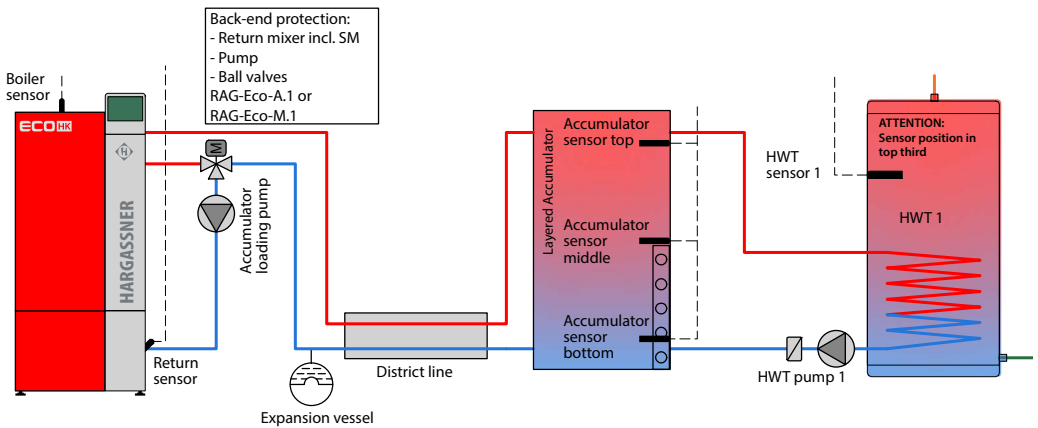 Back-end protection:
- Return mixer incl. SM
- Pump
- Ball valves
RAG-Eco-A.1 or
RAG-Eco-M.1
Boiler
sensor
ECO HK
M
H
HARGASSNER
Accumulator
loading pump
Return
sensor
Expansion vessel
District line
Layered Accumulator
Accumulator
sensor top
Accumulator
sensor
middle
Accumulator
sensor
bottom
HWT
sensor 1
ATTENTION:
Sensor position in
top third
HWT 1
HWT pump 1